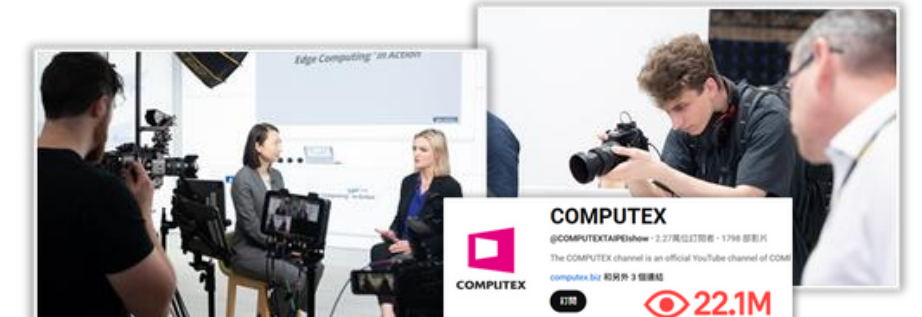 Edge Computing in Action
COMPUTEX
@COMPUTEXTAIPEIshow・2.27萬位訂閱者・1798 部影片
The COMPUTEX channel is an official YouTube channel of COM
computex.biz 和另外 3 個連結
COMPUTEX
訂閱
22.1M